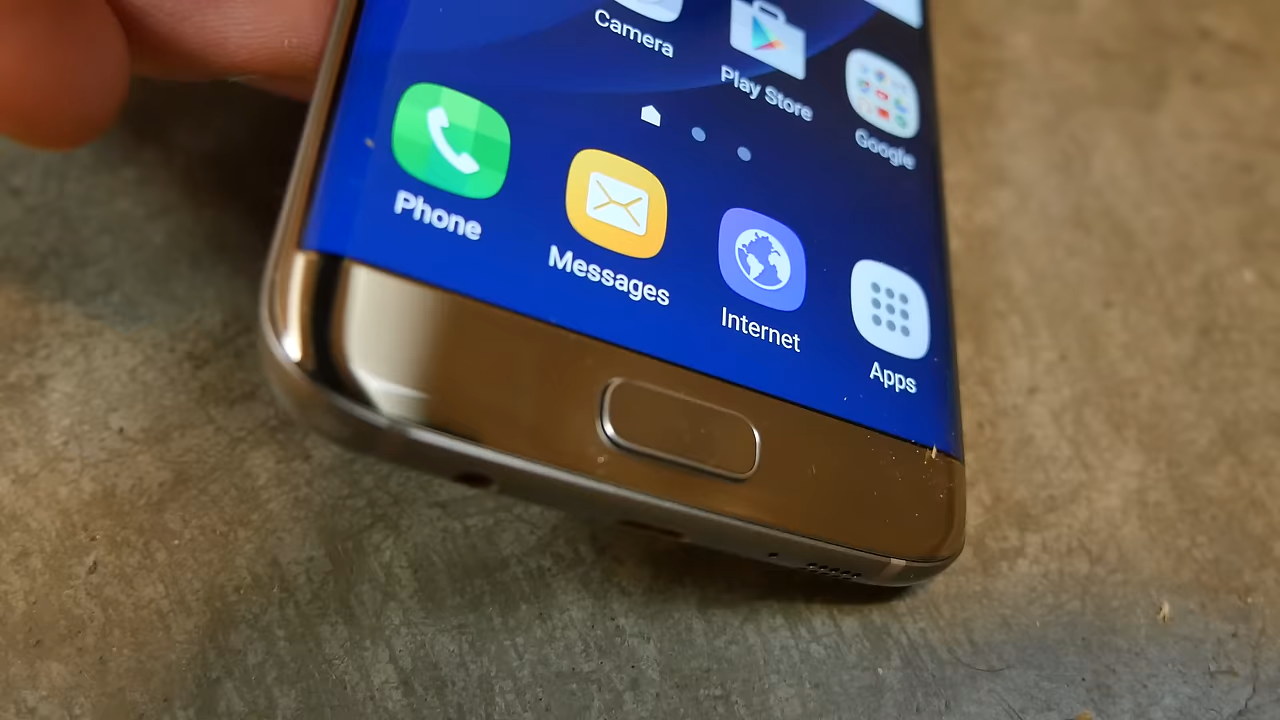 Camera
Play Store
Google
Phone
Messages
Internet
Apps